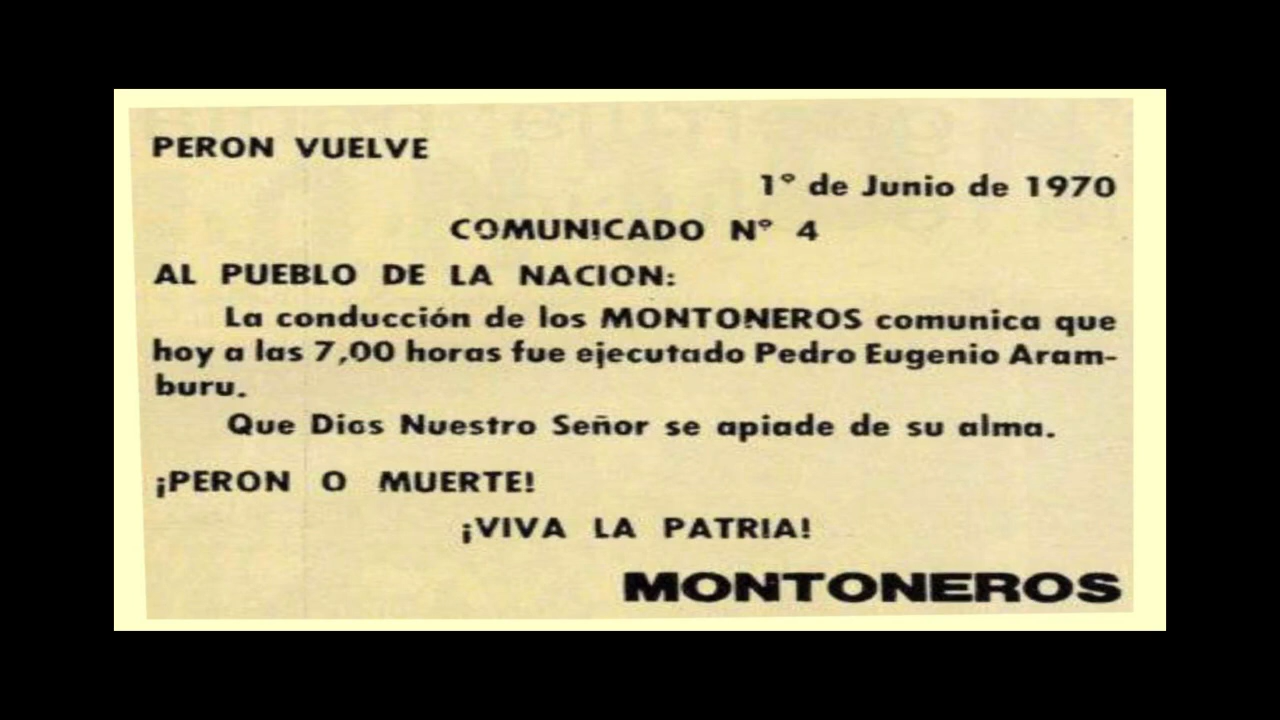 PERON VUELVE
1º de Junio de 1970
COMUNICADO Nº 4
AL PUEBLO DE LA NACION:
La conducción de los MONTONEROS comunica que
hoy a las 7,00 horas fue ejecutado Pedro Eugenio Aram-
buru.
Que Dios Nuestro Señor se apiade de su alma.
¡PERON O MUERTE!
¡VIVA LA PATRIA!
MONTONEROS